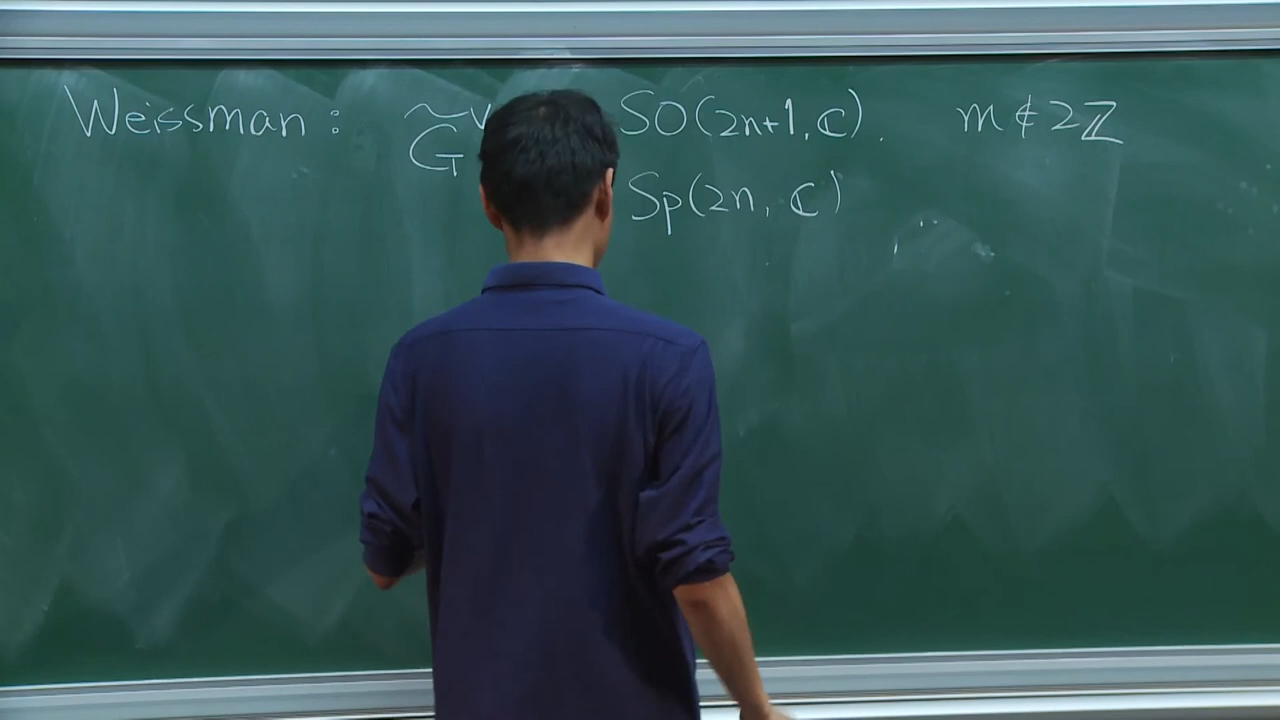 Weissman: G̃^∨ SO(2n+1, ℂ). m ∉ 2ℤ
Sp(2n, ℂ)